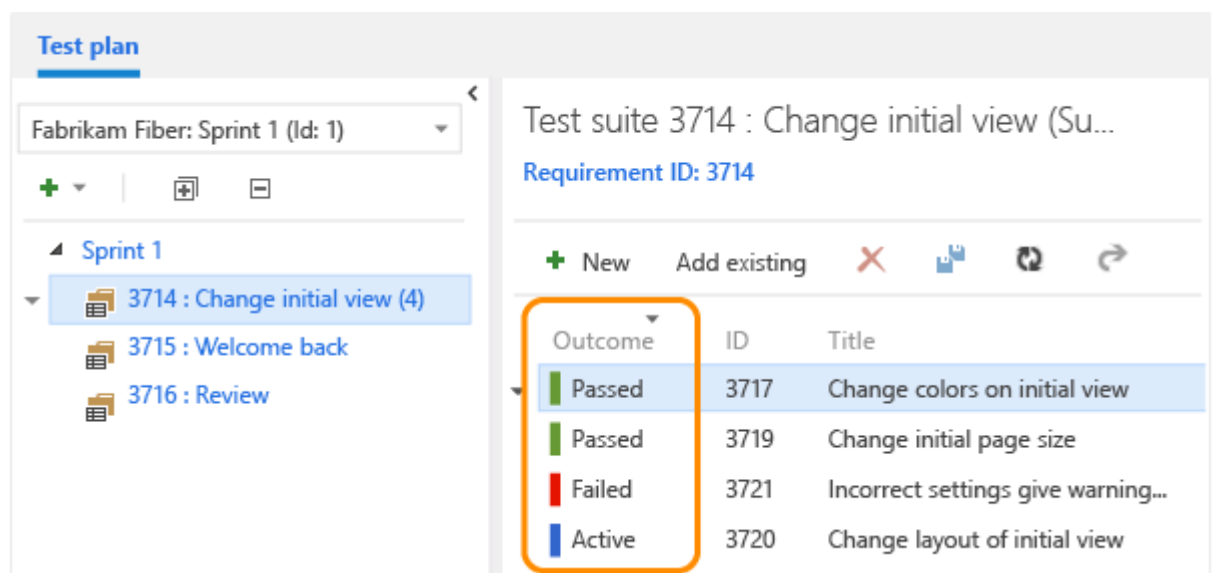 Test plan
Fabrikam Fiber: Sprint 1 (Id: 1)
Sprint 1
3714 : Change initial view (4)
3715 : Welcome back
3716 : Review
Test suite 3714 : Change initial view (Su...
Requirement ID: 3714
New Add existing
Outcome ID Title
Passed 3717 Change colors on initial view
Passed 3719 Change initial page size
Failed 3721 Incorrect settings give warning...
Active 3720 Change layout of initial view